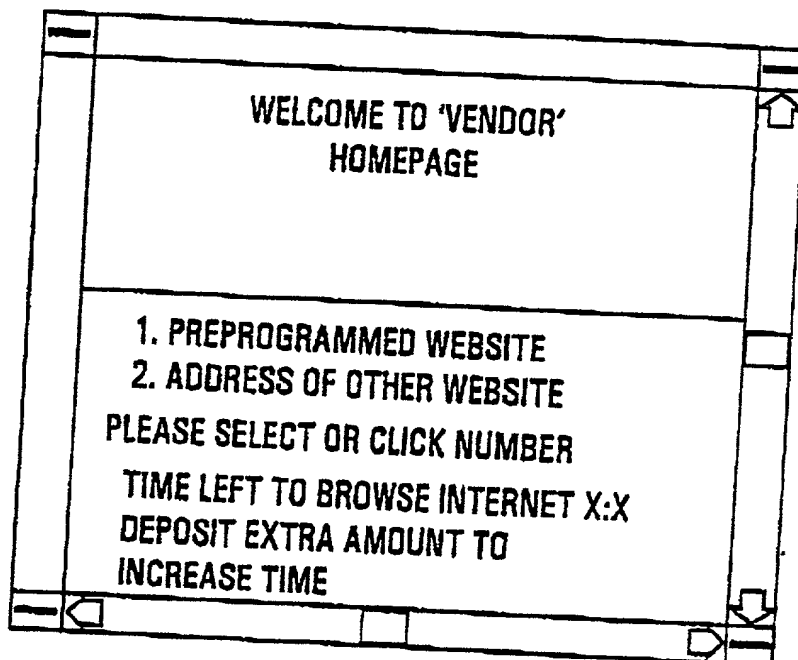 WELCOME TO 'VENDOR'
HOMEPAGE
1. PREPROGRAMMED WEBSITE
2. ADDRESS OF OTHER WEBSITE
PLEASE SELECT OR CLICK NUMBER
TIME LEFT TO BROWSE INTERNET X:X
DEPOSIT EXTRA AMOUNT TO
INCREASE TIME